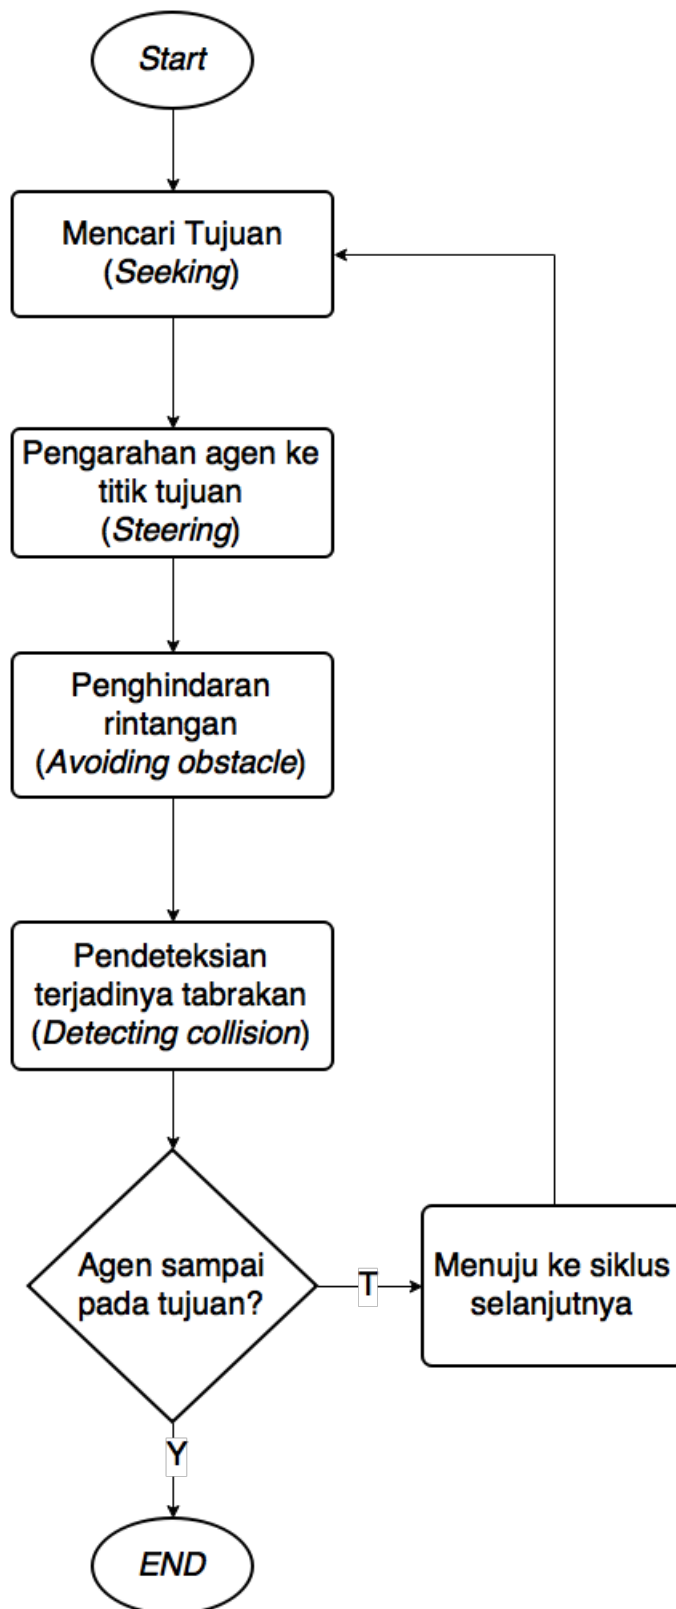 Start
Mencari Tujuan
(Seeking)
Pengarahan agen ke
titik tujuan
(Steering)
Penghindaran
rintangan
(Avoiding obstacle)
Pendeteksian
terjadinya tabrakan
(Detecting collision)
Agen sampai
pada tujuan?
T
Menuju ke siklus
selanjutnya
Y
END